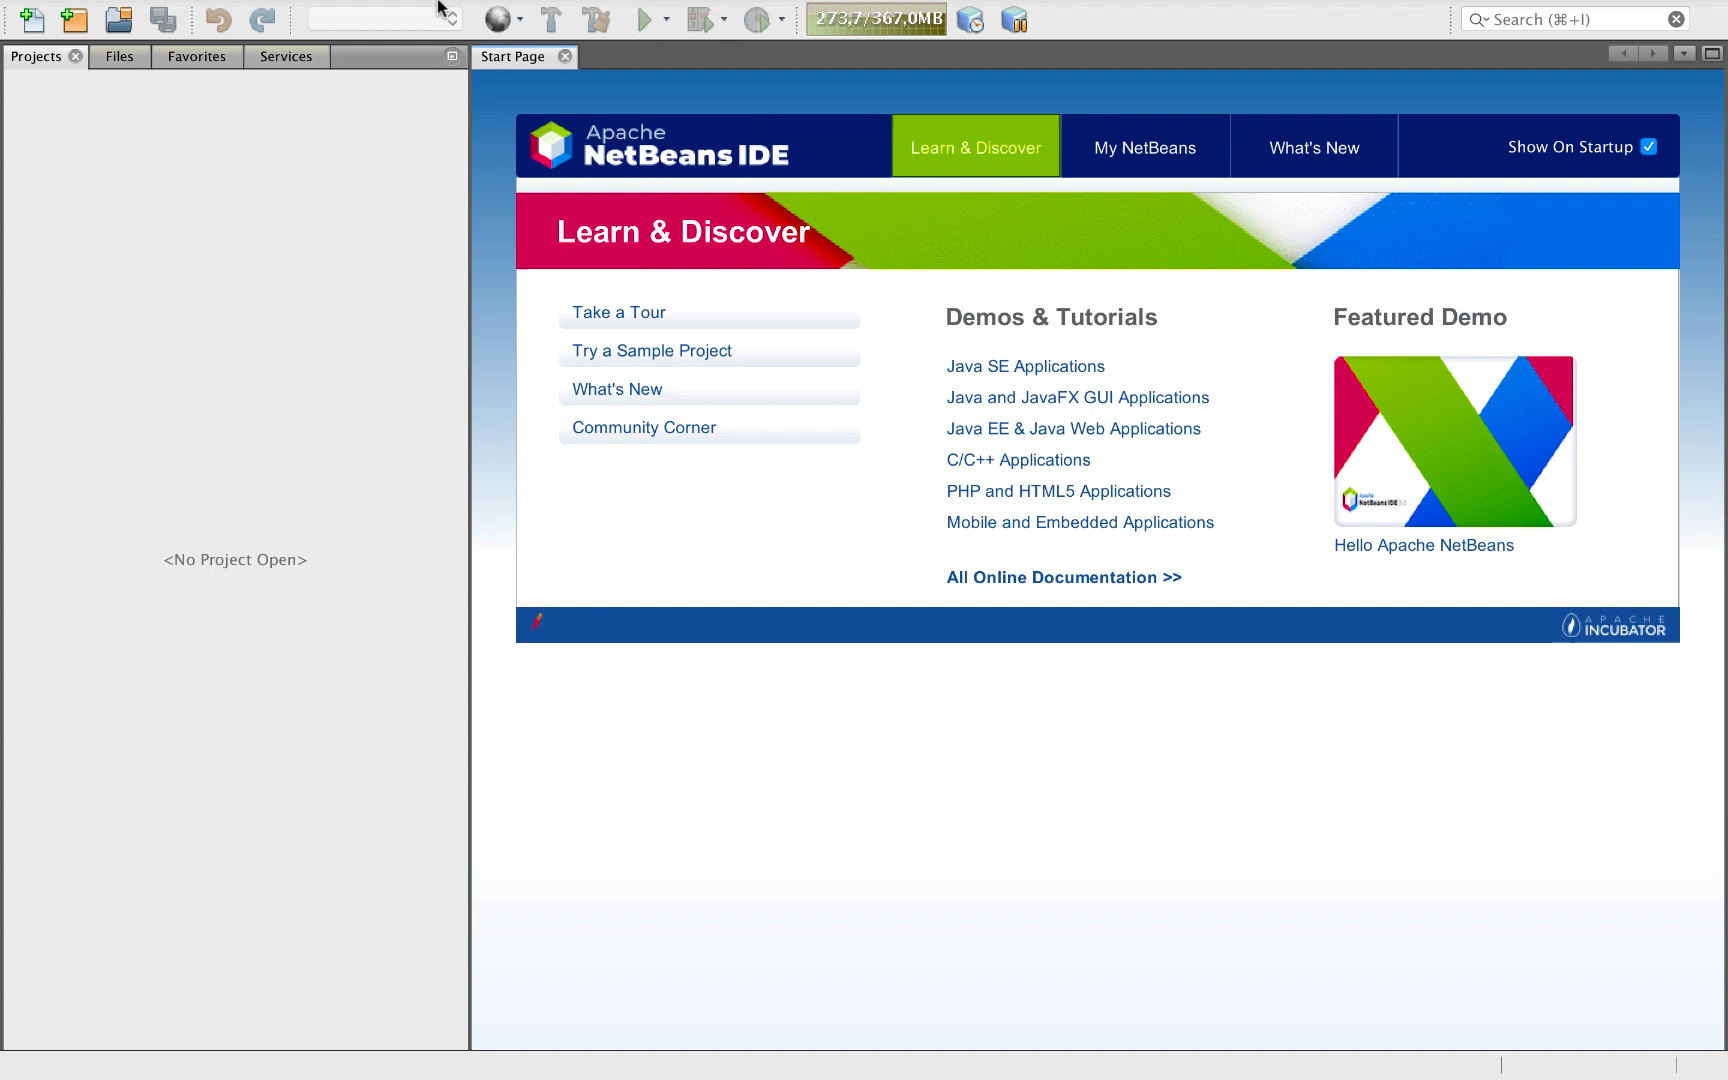 273,7/367,0MB
Search (⌘+I)
Projects
Files
Favorites
Services
Start Page
Apache
NetBeans IDE
Learn & Discover
My NetBeans
What's New
Show On Startup
Learn & Discover
Take a Tour
Try a Sample Project
What's New
Community Corner
Demos & Tutorials
Java SE Applications
Java and JavaFX GUI Applications
Java EE & Java Web Applications
C/C++ Applications
PHP and HTML5 Applications
Mobile and Embedded Applications
All Online Documentation >>
Featured Demo
Apache
NetBeans IDE
Hello Apache NetBeans
<No Project Open>
APACHE
INCUBATOR